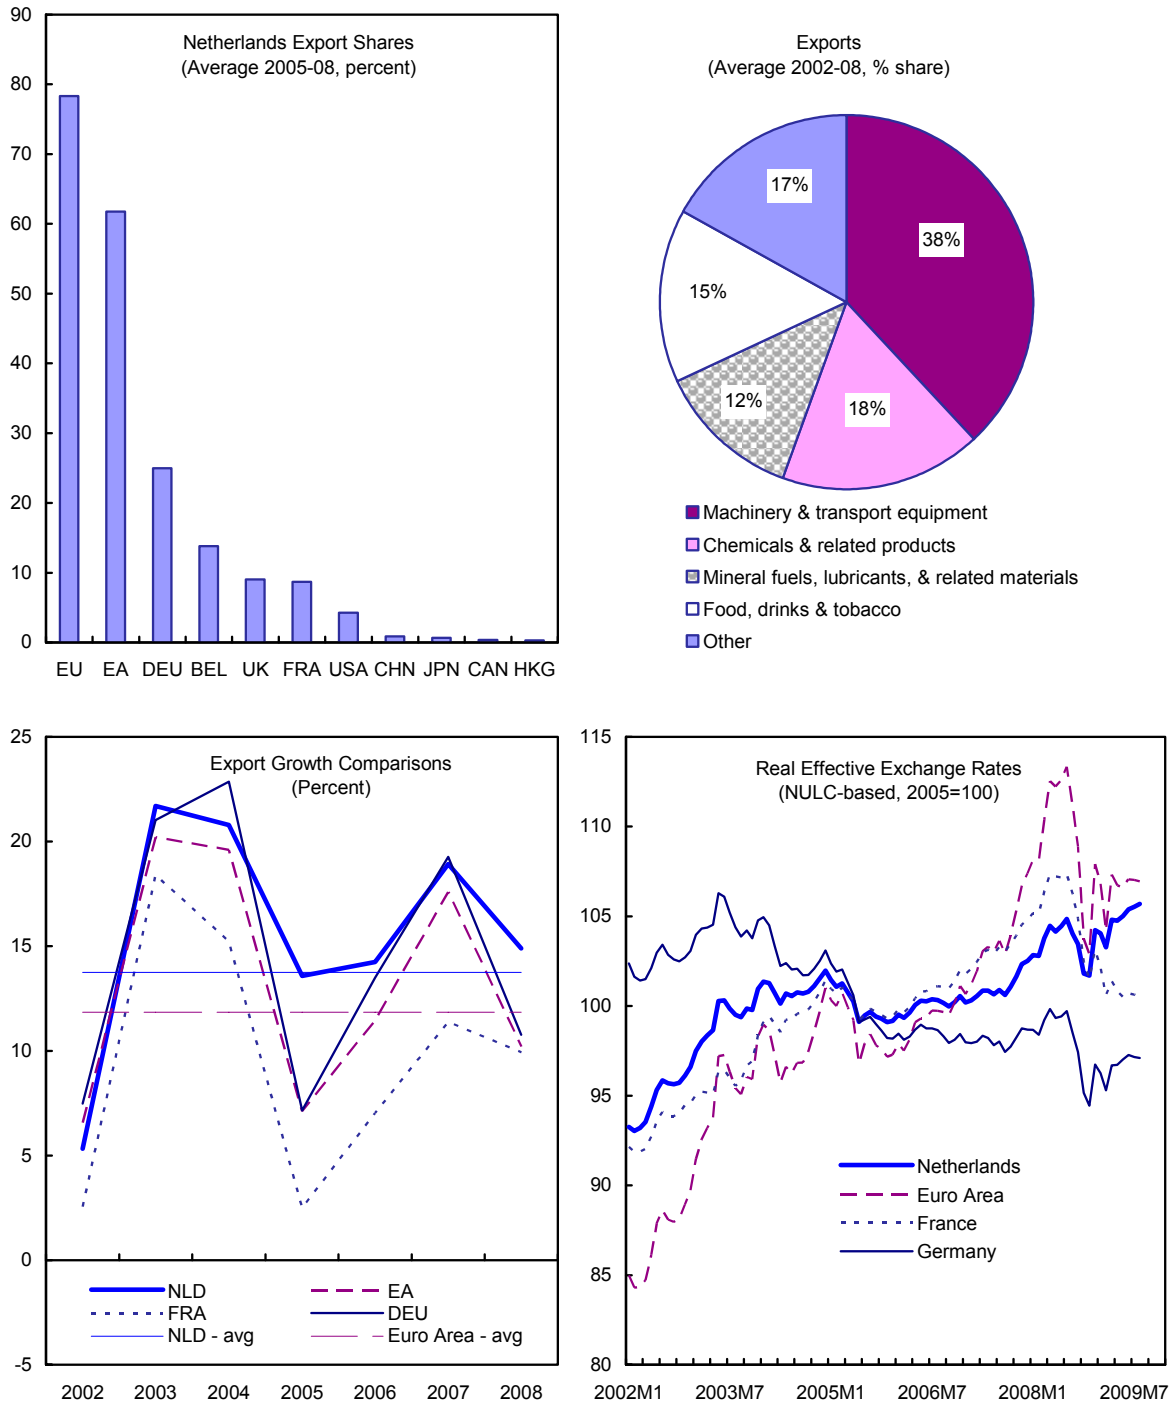 Netherlands Export Shares
(Average 2005-08, percent)
90
80
70
60
50
40
30
20
10
0
EU EA DEU BEL UK FRA USA CHN JPN CAN HKG
Exports
(Average 2002-08, % share)
17%
38%
15%
12%
18%
Machinery & transport equipment
Chemicals & related products
Mineral fuels, lubricants, & related materials
Food, drinks & tobacco
Other
Export Growth Comparisons
(Percent)
25
20
15
10
5
0
-5
NLD EA
FRA DEU
NLD - avg Euro Area - avg
2002 2003 2004 2005 2006 2007 2008
Real Effective Exchange Rates
(NULC-based, 2005=100)
115
110
105
100
95
90
85
80
Netherlands
Euro Area
France
Germany
2002M1 2003M7 2005M1 2006M7 2008M1 2009M7